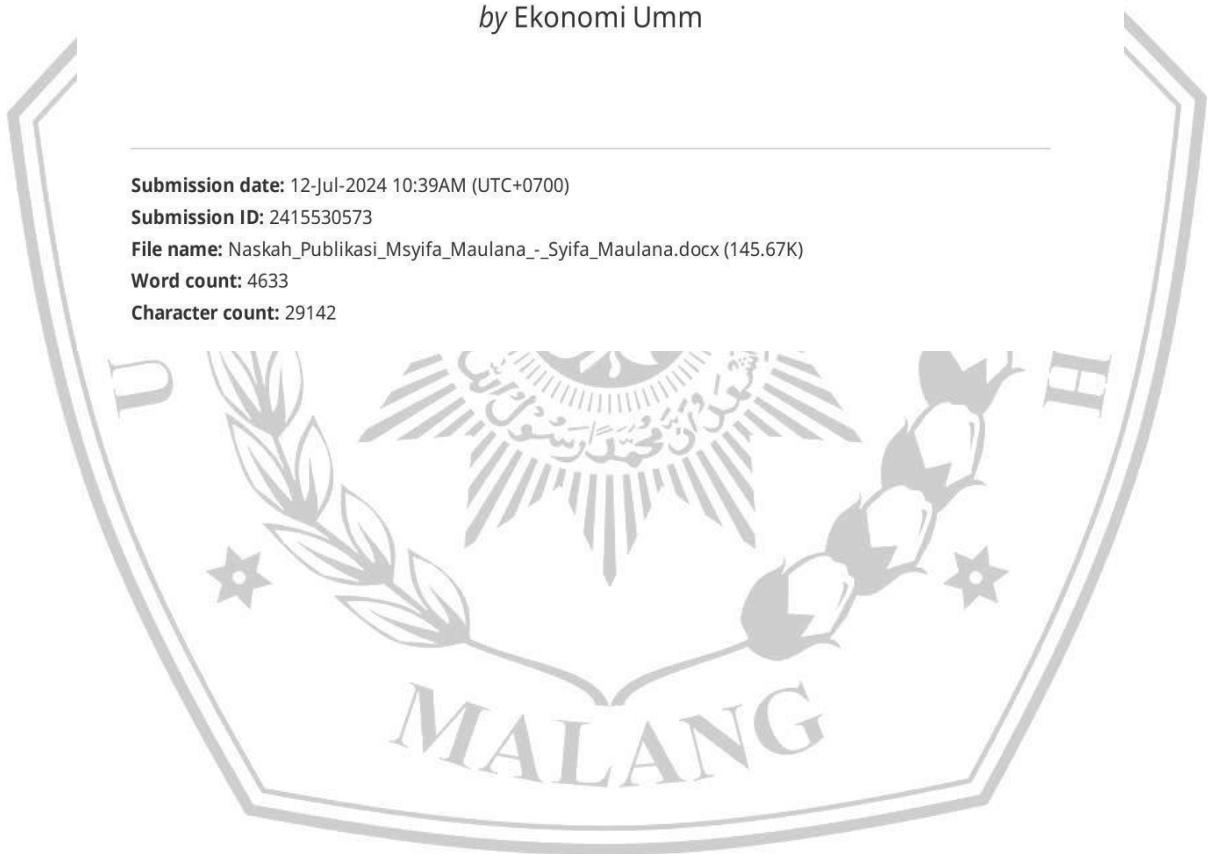 by Ekonomi Umm
Submission date: 12-Jul-2024 10:39AM (UTC+0700)
Submission ID: 2415530573
File name: Naskah_Publikasi_Msyifa_Maulana_-_Syifa_Maulana.docx (145.67K)
Word count: 4633
Character count: 29142
U
H
MALANG